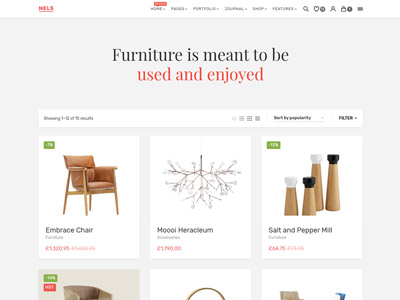 NELS
HOME PAGES PORTFOLIO JOURNAL SHOP FEATURES
Furniture is meant to be
used and enjoyed
Showing 1–12 of 15 results
Sort by popularity
FILTER
-7%
-12%
Embrace Chair
Furniture
£1,320.95 £1,420.95
Moooi Heracleum
Accessories
£1,790.00
Salt and Pepper Mill
Furniture
£64.75 £73.95
-14%
HOT